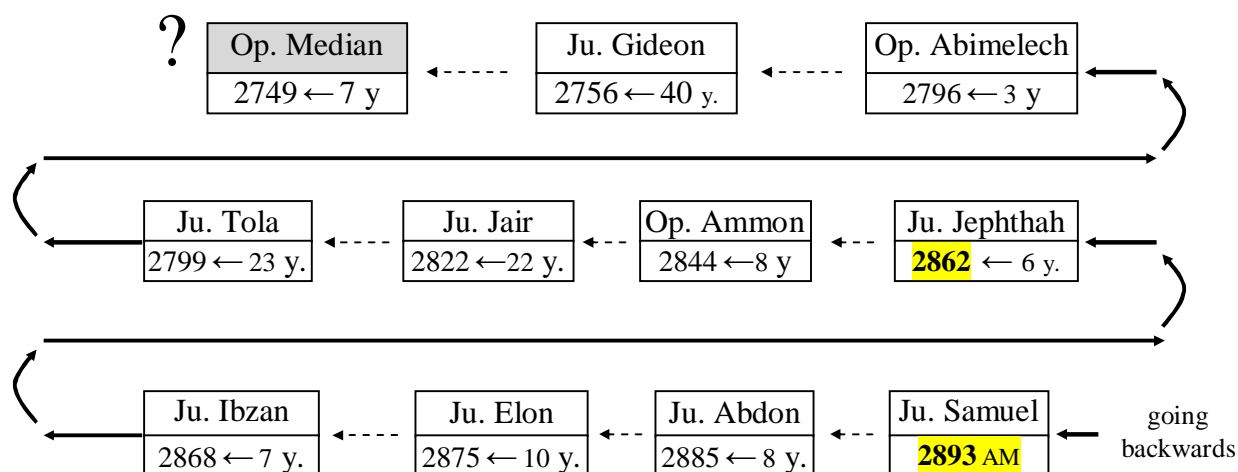 ?
Op. Median
Ju. Gideon
Op. Abimelech
2749 ← 7 y
2756 ← 40 y.
2796 ← 3 y
Ju. Tola
Ju. Jair
Op. Ammon
Ju. Jephthah
2799 ← 23 y.
2822 ← 22 y.
2844 ← 8 y
2862 ← 6 y.
Ju. Ibzan
Ju. Elon
Ju. Abdon
Ju. Samuel
going
backwards
2868 ← 7 y.
2875 ← 10 y.
2885 ← 8 y.
2893 AM